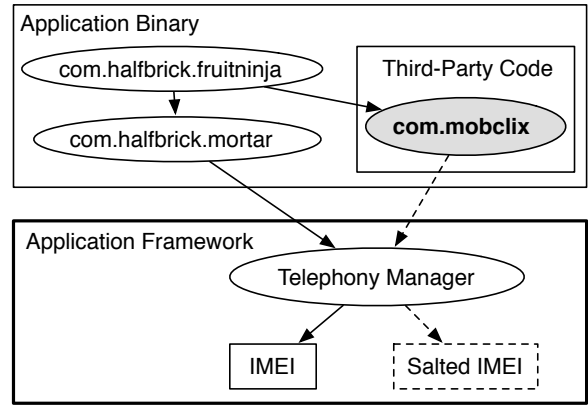 Application Binary
com.halfbrick.fruitninja
Third-Party Code
com.mobclix
com.halfbrick.mortar
Application Framework
Telephony Manager
IMEI
Salted IMEI